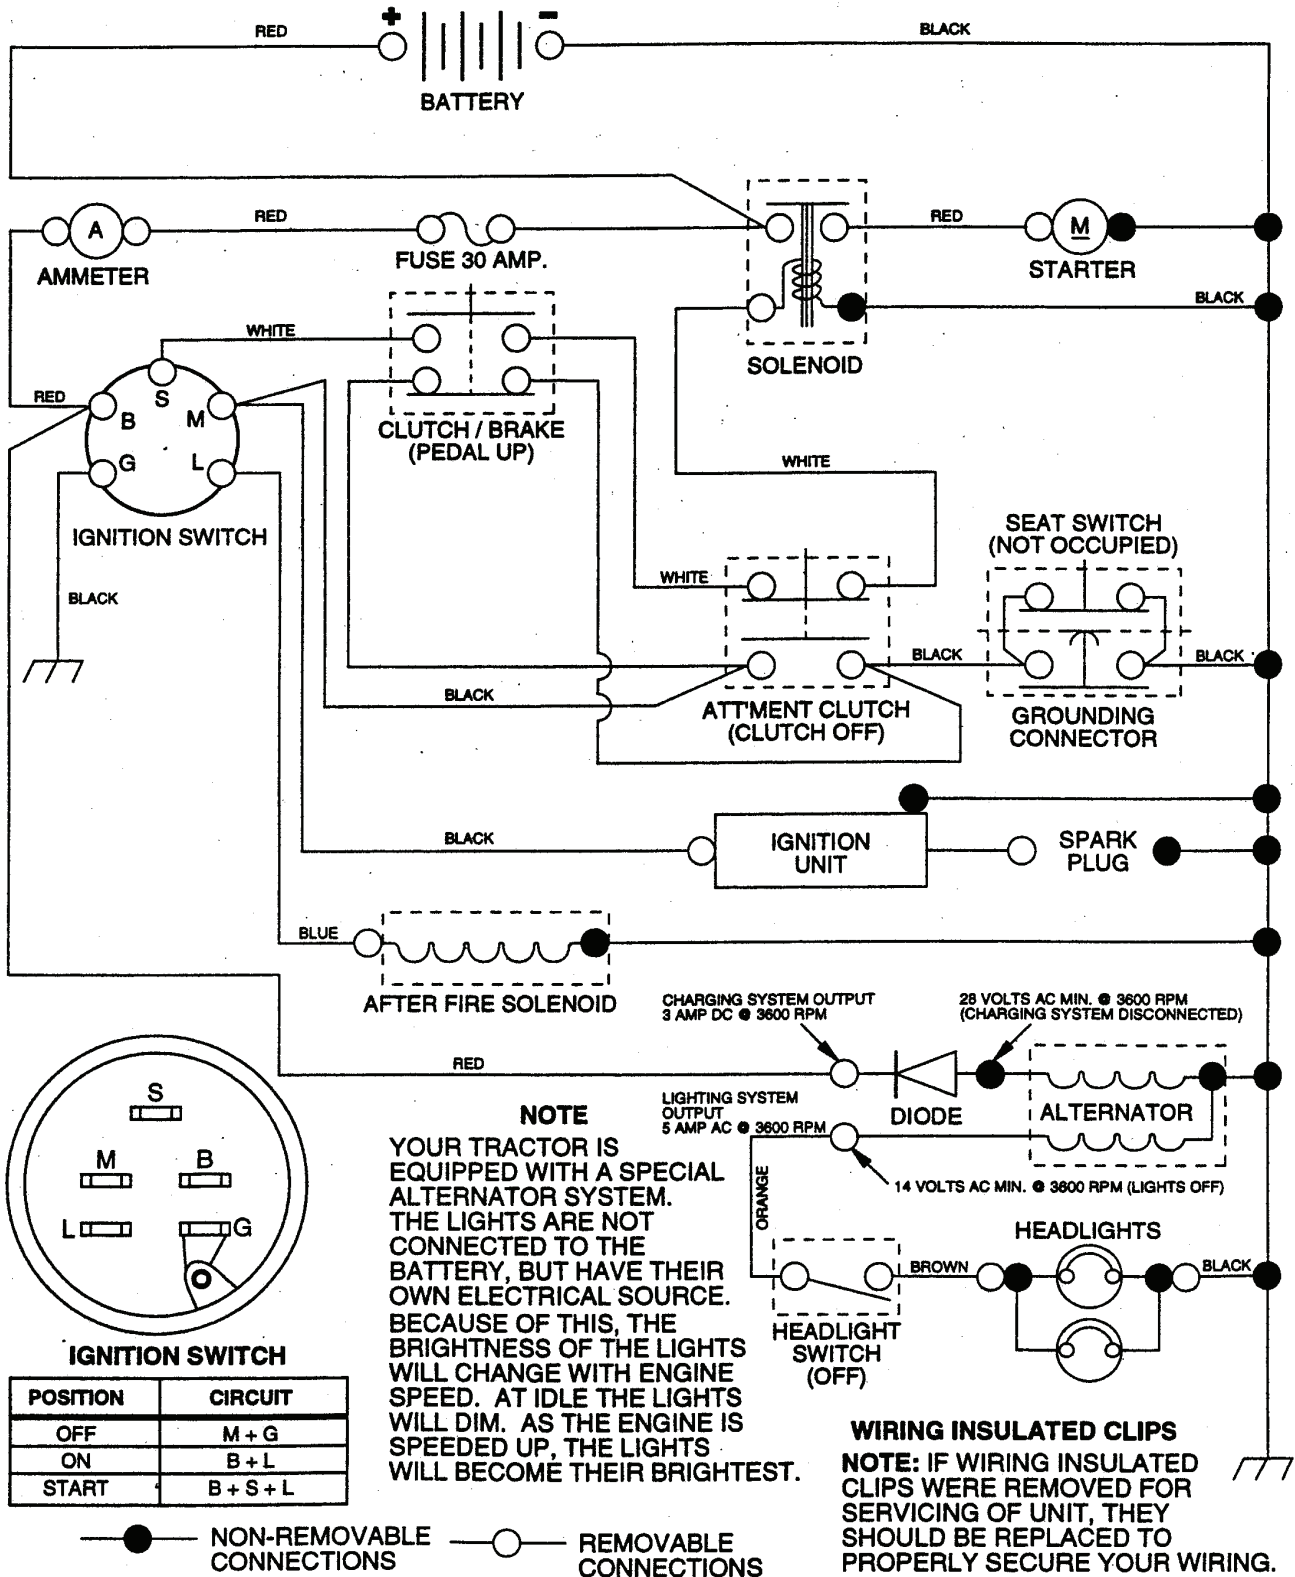 RED
+
-
BLACK
BATTERY
A
AMMETER
RED
FUSE 30 AMP.
RED
M
STARTER
BLACK
SOLENOID
WHITE
RED
S
B
M
G
L
IGNITION SWITCH
CLUTCH / BRAKE
(PEDAL UP)
WHITE
BLACK
SEAT SWITCH
(NOT OCCUPIED)
WHITE
BLACK
BLACK
BLACK
ATT'MENT CLUTCH
(CLUTCH OFF)
GROUNDING
CONNECTOR
BLACK
IGNITION
UNIT
SPARK
PLUG
BLUE
AFTER FIRE SOLENOID
CHARGING SYSTEM OUTPUT
3 AMP DC @ 3600 RPM
28 VOLTS AC MIN. @ 3600 RPM
(CHARGING SYSTEM DISCONNECTED)
RED
DIODE
ALTERNATOR
LIGHTING SYSTEM
OUTPUT
5 AMP AC @ 3600 RPM
14 VOLTS AC MIN. @ 3600 RPM (LIGHTS OFF)
ORANGE
HEADLIGHTS
BROWN
BLACK
HEADLIGHT
SWITCH
(OFF)
S
M
B
L
G
IGNITION SWITCH
POSITION CIRCUIT
OFF M + G
ON B + L
START B + S + L
NOTE
YOUR TRACTOR IS
EQUIPPED WITH A SPECIAL
ALTERNATOR SYSTEM.
THE LIGHTS ARE NOT
CONNECTED TO THE
BATTERY, BUT HAVE THEIR
OWN ELECTRICAL SOURCE.
BECAUSE OF THIS, THE
BRIGHTNESS OF THE LIGHTS
WILL CHANGE WITH ENGINE
SPEED. AT IDLE THE LIGHTS
WILL DIM. AS THE ENGINE IS
SPEEDED UP, THE LIGHTS
WILL BECOME THEIR BRIGHTEST.
WIRING INSULATED CLIPS
NOTE: IF WIRING INSULATED
CLIPS WERE REMOVED FOR
SERVICING OF UNIT, THEY
SHOULD BE REPLACED TO
PROPERLY SECURE YOUR WIRING.
NON-REMOVABLE
CONNECTIONS
REMOVABLE
CONNECTIONS